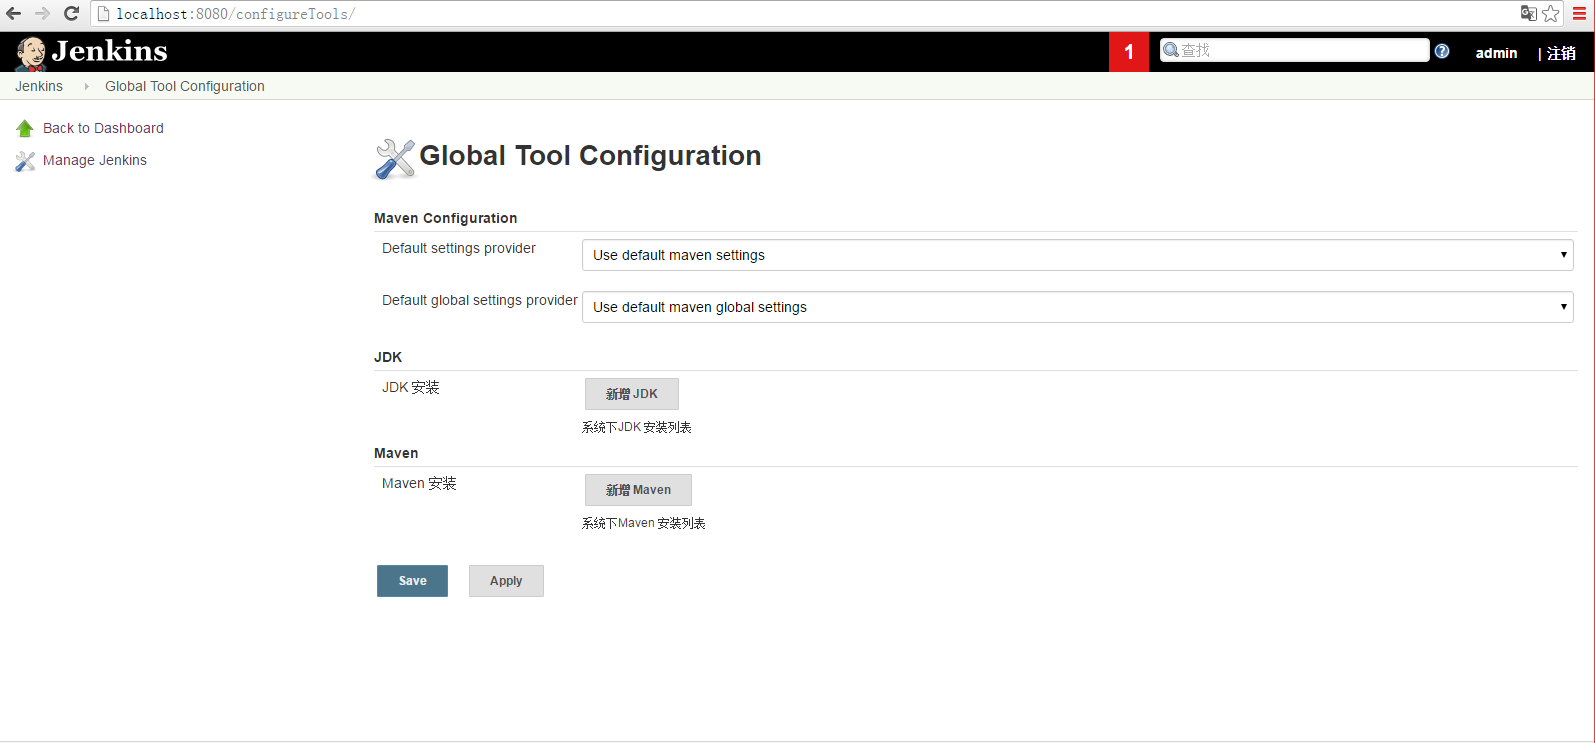 localhost:8080/configureTools/
Jenkins
1
查找
admin
| 注销
Jenkins
Global Tool Configuration
Back to Dashboard
Manage Jenkins
Global Tool Configuration
Maven Configuration
Default settings provider
Use default maven settings
Default global settings provider
Use default maven global settings
JDK
JDK 安装
新增 JDK
系统下JDK 安装列表
Maven
Maven 安装
新增 Maven
系统下Maven 安装列表
Save
Apply